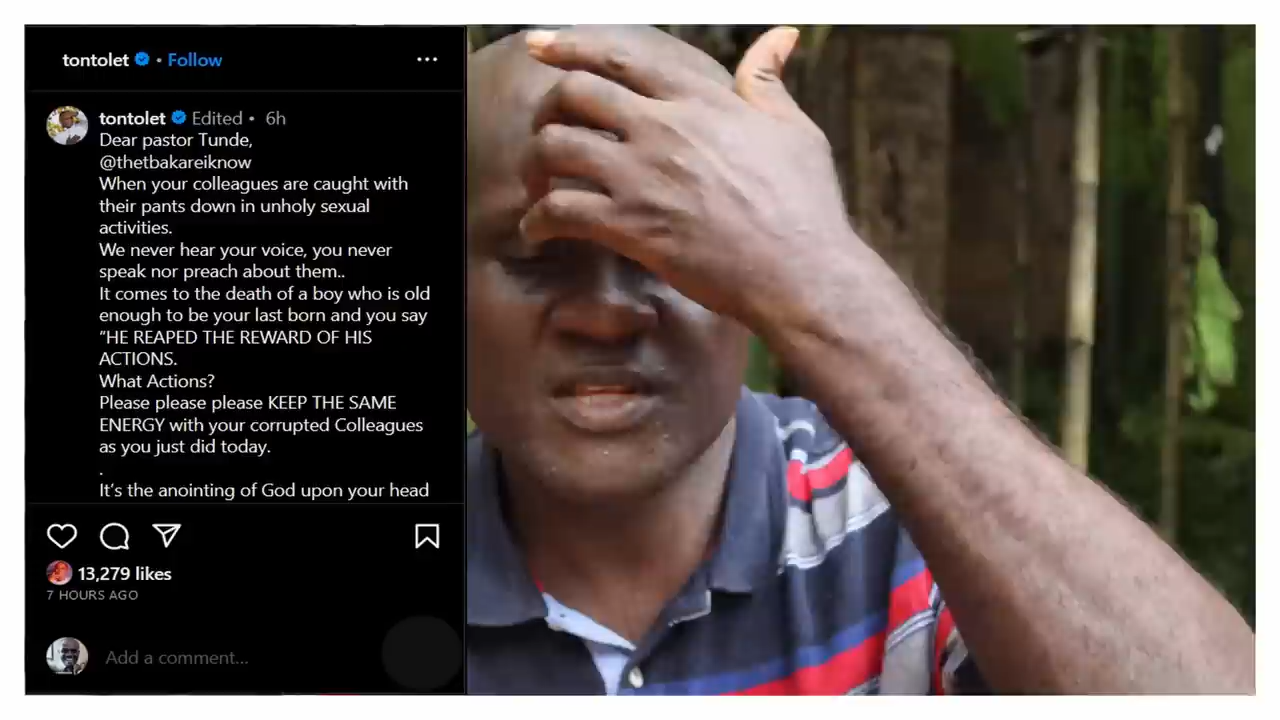 tontolet • Follow
tontolet Edited • 6h
Dear pastor Tunde,
@thetbakareiknow
When your colleagues are caught with
their pants down in unholy sexual
activities.
We never hear your voice, you never
speak nor preach about them..
It comes to the death of a boy who is old
enough to be your last born and you say
“HE REAPED THE REWARD OF HIS
ACTIONS.
What Actions?
Please please please KEEP THE SAME
ENERGY with your corrupted Colleagues
as you just did today.
.
It’s the anointing of God upon your head
13,279 likes
7 HOURS AGO
Add a comment...